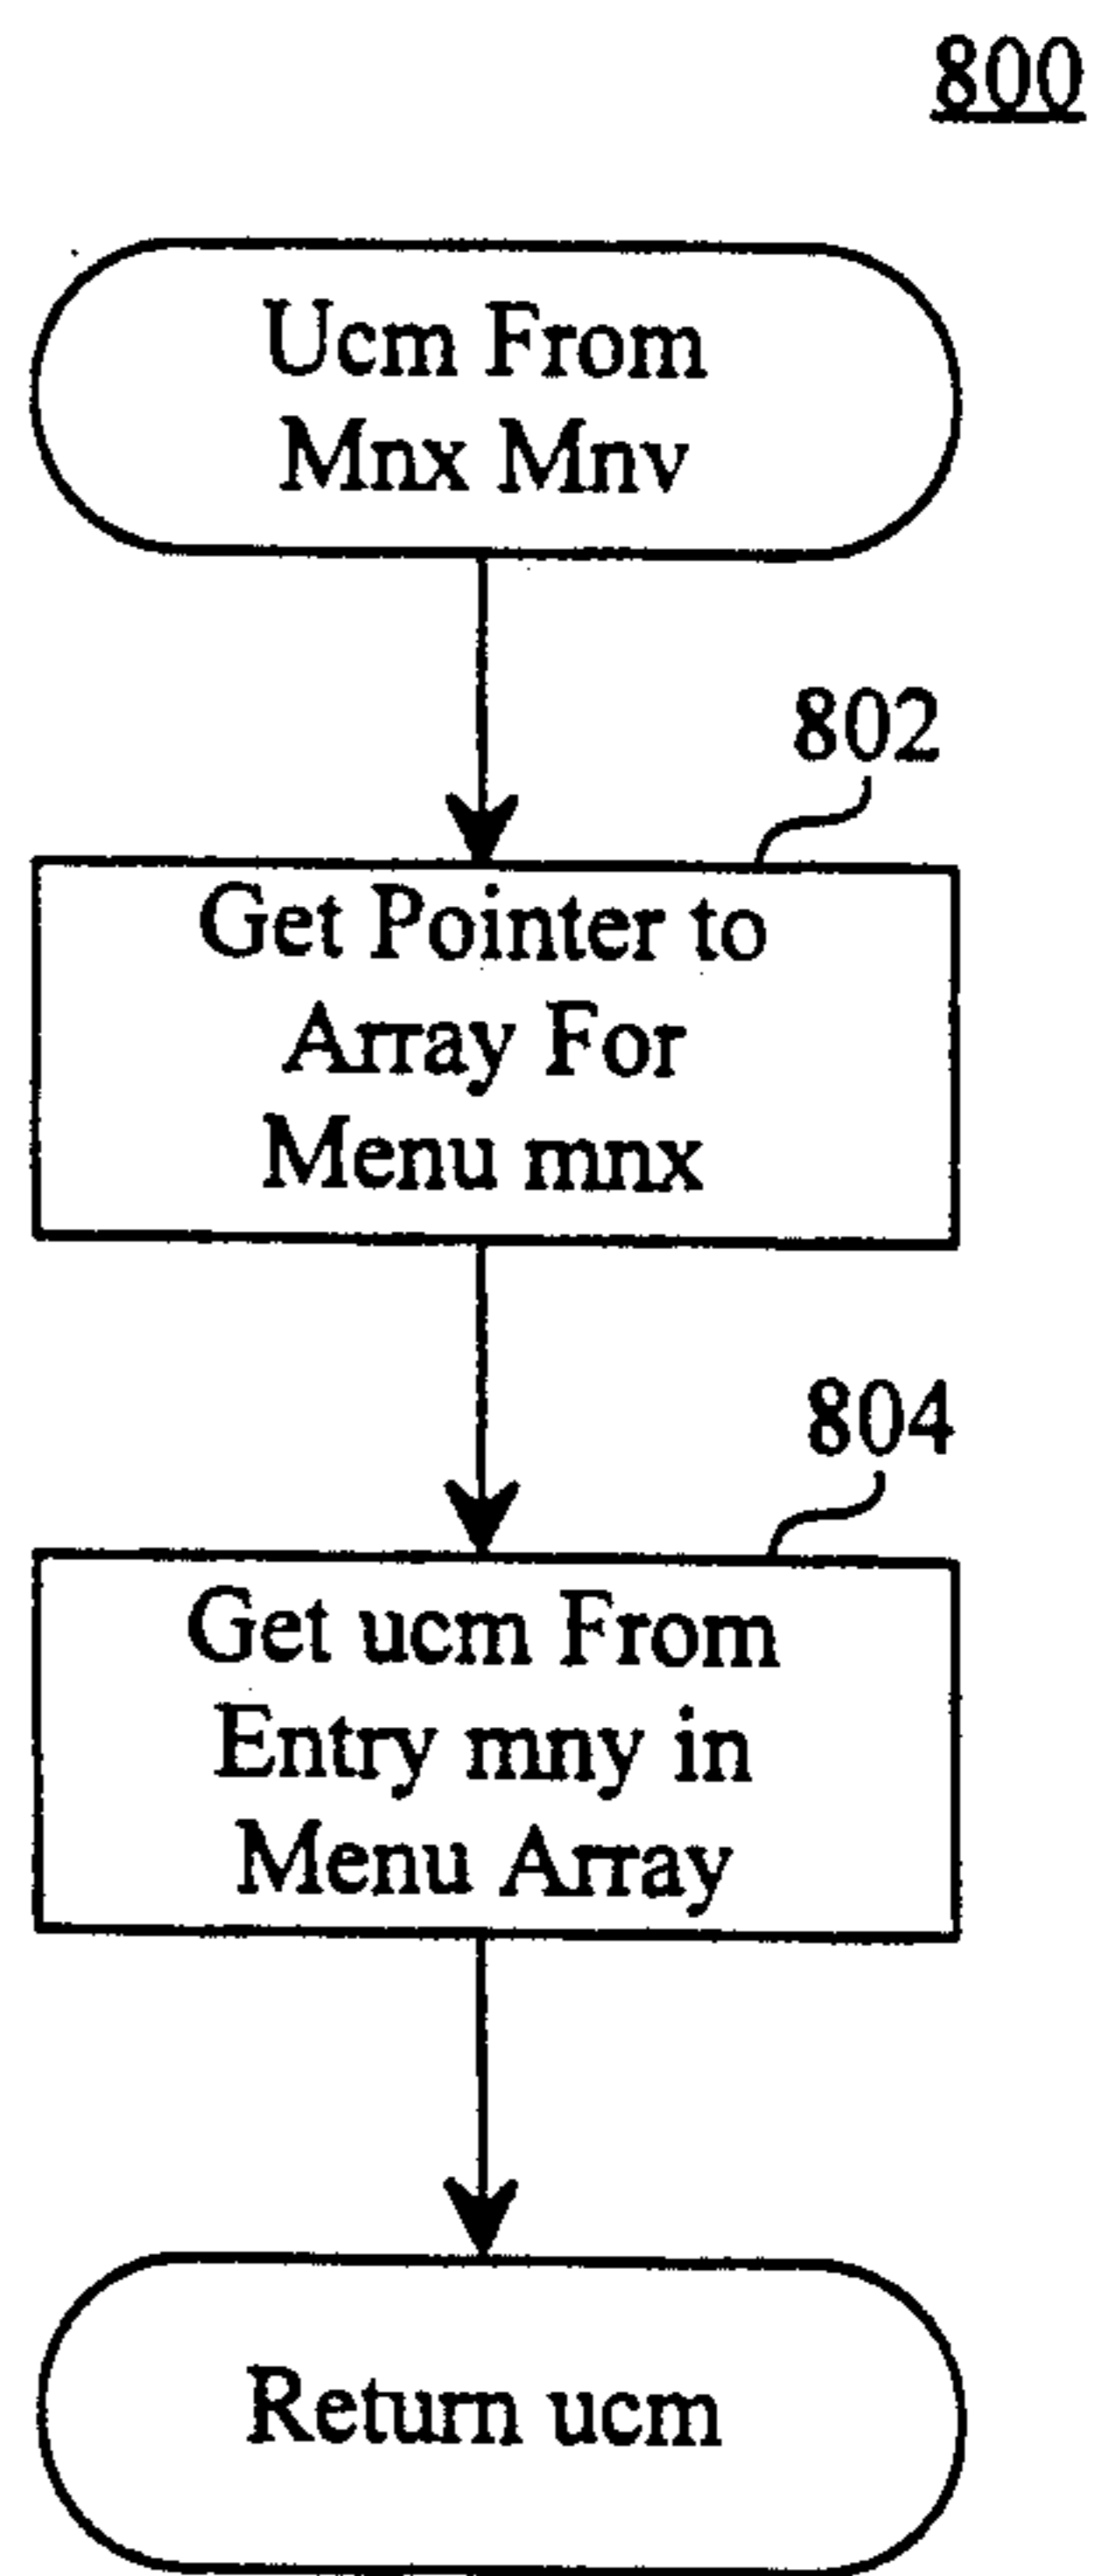 800
Ucm From
Mnx Mnv
802
Get Pointer to
Array For
Menu mnx
804
Get ucm From
Entry mny in
Menu Array
Return ucm